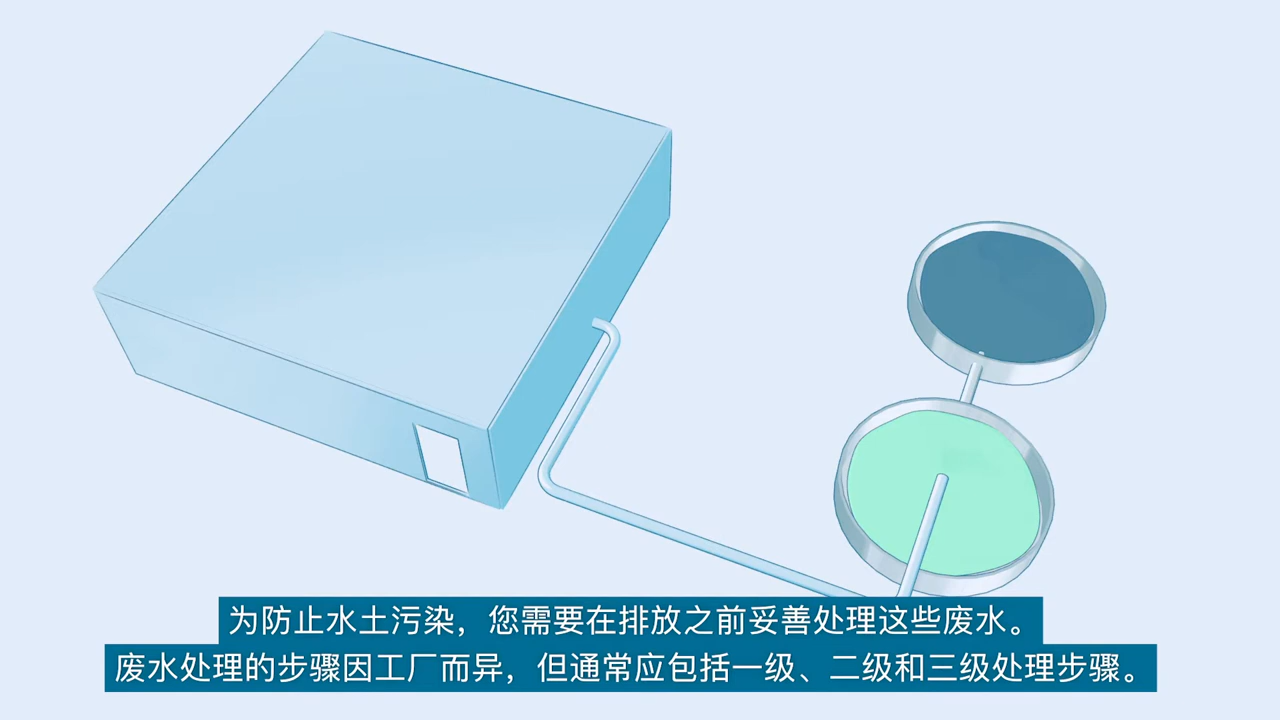 为防止水土污染，您需要在排放之前妥善处理这些废水。
废水处理的步骤因工厂而异，但通常应包括一级、二级和三级处理步骤。